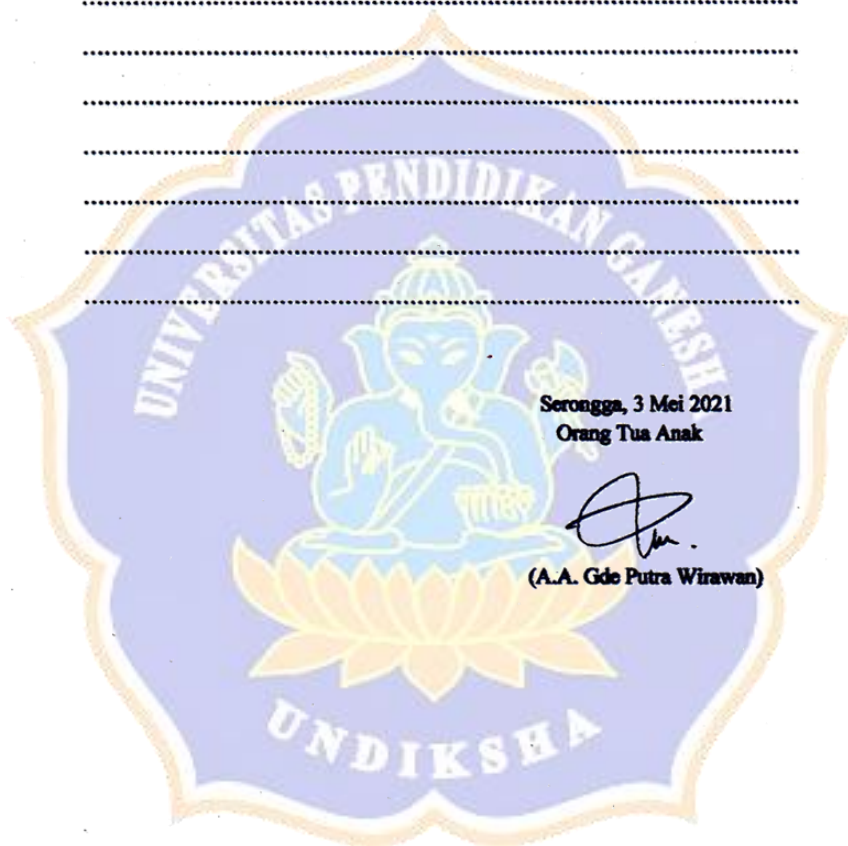 UNIVERSITAS PENDIDIKAN GANESHA
Serongga, 3 Mei 2021
Orang Tua Anak
(A.A. Gde Putra Wirawan)
UNDIKSHA